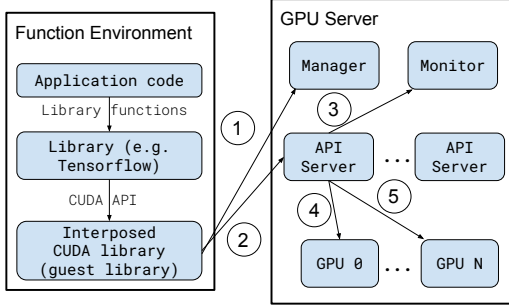 Function Environment
Application code
Library functions
Library (e.g.
Tensorflow)
CUDA API
Interposed
CUDA library
(guest library)
1
2
GPU Server
Manager
Monitor
3
API
Server
...
API
Server
4
5
GPU 0
...
GPU N